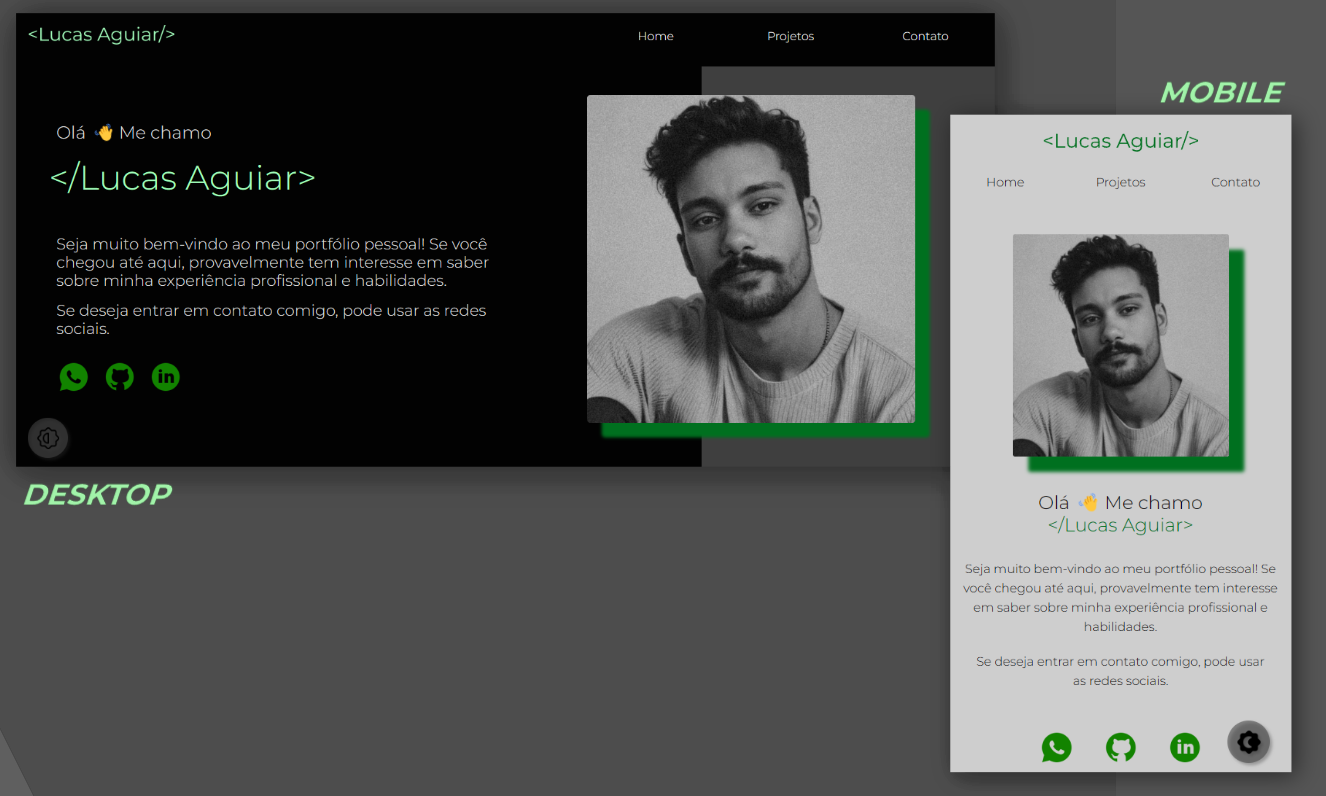 <Lucas Aguiar/>
Home Projetos Contato
Olá 👋 Me chamo
</Lucas Aguiar>
Seja muito bem-vindo ao meu portfólio pessoal! Se você
chegou até aqui, provavelmente tem interesse em saber
sobre minha experiência profissional e habilidades.
Se deseja entrar em contato comigo, pode usar as redes
sociais.
in
DESKTOP
MOBILE
<Lucas Aguiar/>
Home Projetos Contato
Olá 👋 Me chamo
</Lucas Aguiar>
Seja muito bem-vindo ao meu portfólio pessoal! Se
você chegou até aqui, provavelmente tem interesse
em saber sobre minha experiência profissional e
habilidades.
Se deseja entrar em contato comigo, pode usar
as redes sociais.
in